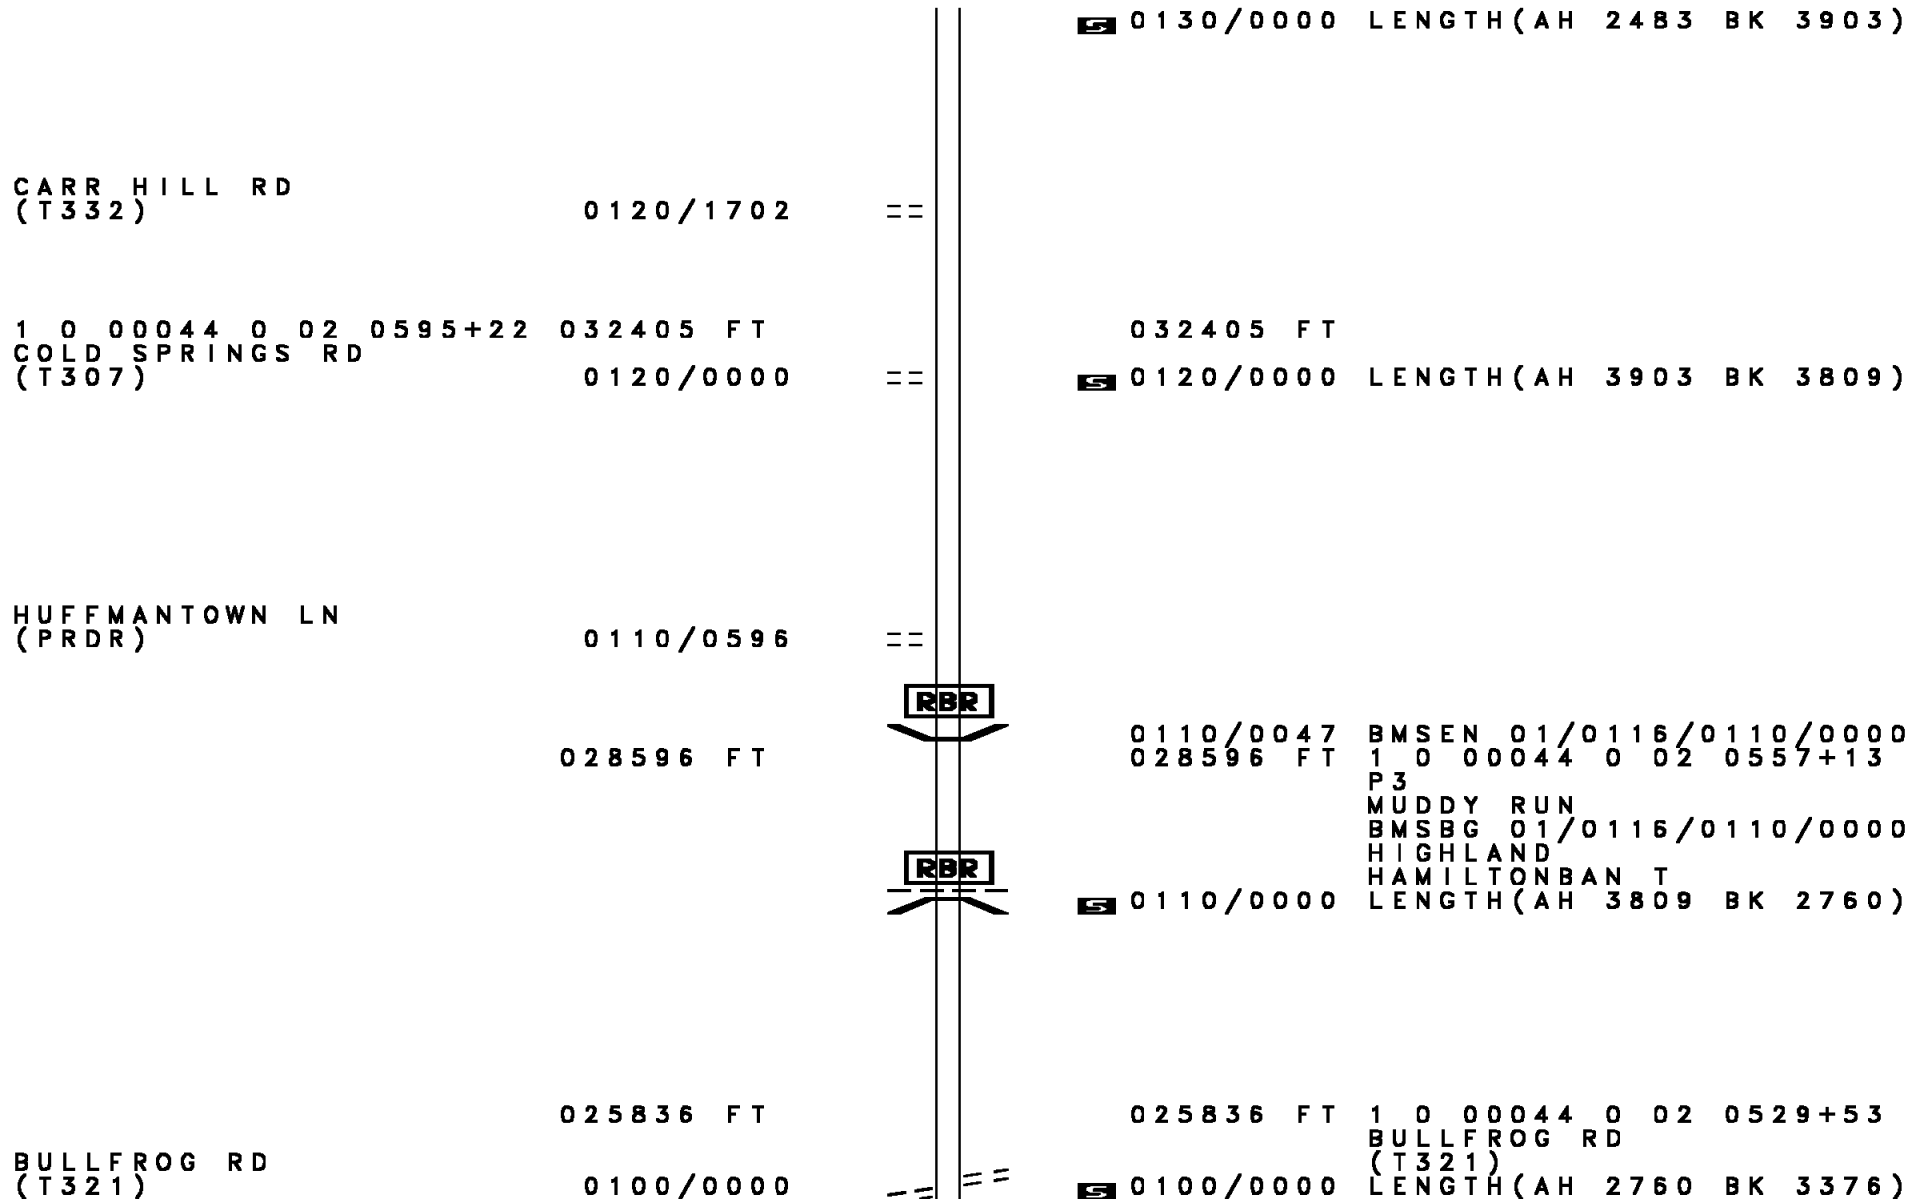 S 0130/0000 LENGTH(AH 2483 BK 3903)
CARR HILL RD
(T332) 0120/1702
1 0 00044 0 02 0595+22 032405 FT 032405 FT
COLD SPRINGS RD
(T307) 0120/0000 S 0120/0000 LENGTH(AH 3903 BK 3809)
HUFFMANTOWN LN
(PRDR) 0110/0596
RBR
0110/0047 BMSEN 01/0116/0110/0000
028596 FT 028596 FT 1 0 00044 0 02 0557+13
P3
MUDDY RUN
BMSBG 01/0116/0110/0000
HIGHLAND
RBR
HAMILTONBAN T
S 0110/0000 LENGTH(AH 3809 BK 2760)
025836 FT 025836 FT 1 0 00044 0 02 0529+53
BULLFROG RD
BULLFROG RD (T321)
(T321) 0100/0000 S 0100/0000 LENGTH(AH 2760 BK 3376)